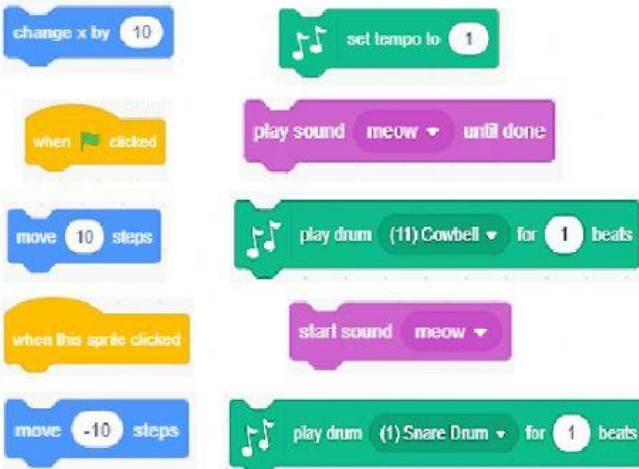 change x by 10
set tempo to 1
when clicked
play sound meow until done
move 10 steps
play drum (11) Cowbell for 1 beats
when this sprite clicked
start sound meow
move -10 steps
play drum (1) Snare Drum for 1 beats